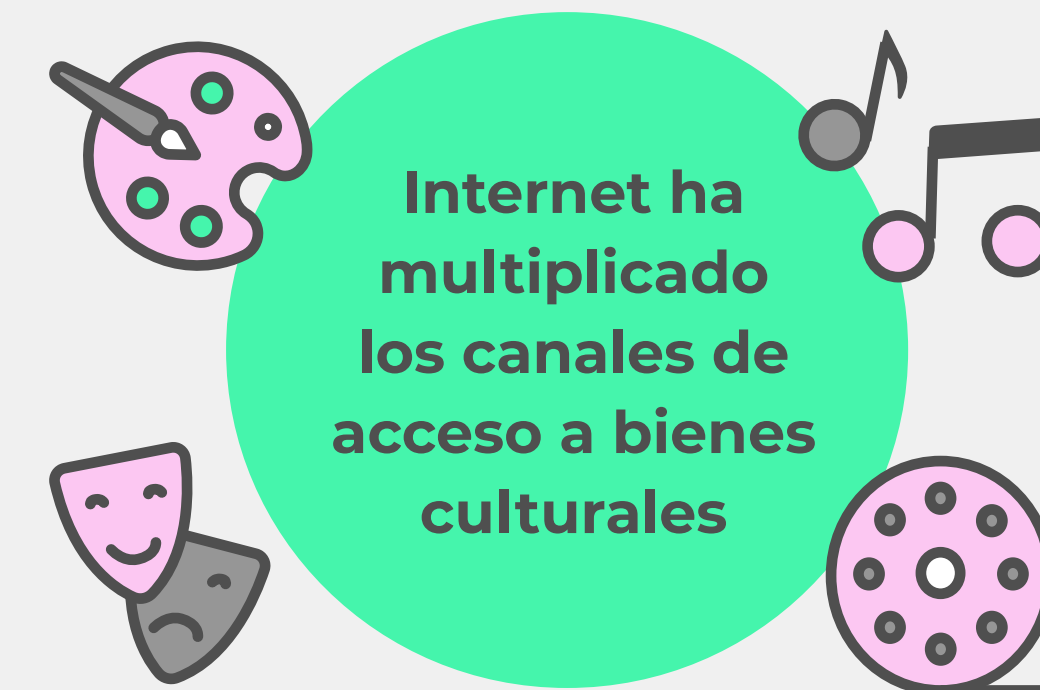 Internet ha
multiplicado
los canales de
acceso a bienes
culturales